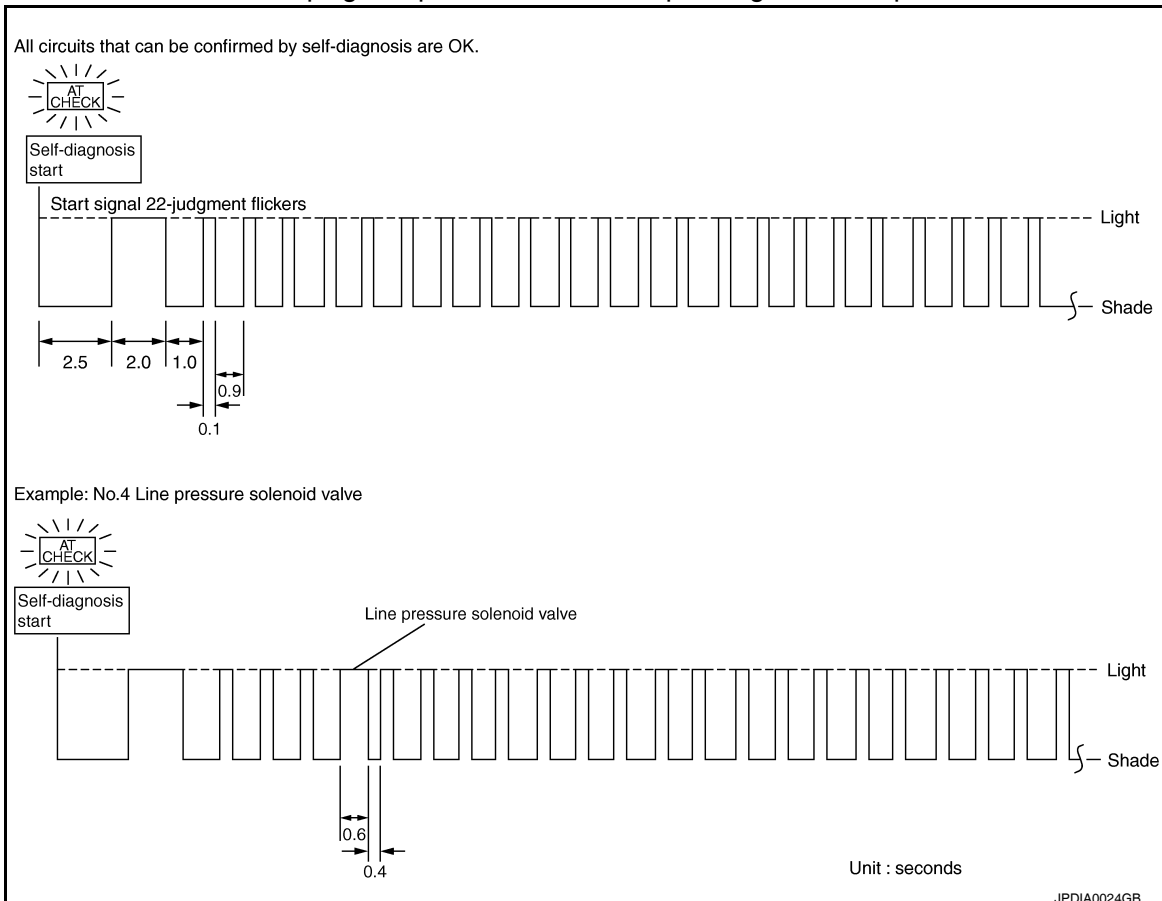 All circuits that can be confirmed by self-diagnosis are OK.
AT
CHECK
Self-diagnosis
start
Start signal 22-judgment flickers
Light
Shade
2.5
2.0
1.0
0.9
0.1
Example: No.4 Line pressure solenoid valve
AT
CHECK
Self-diagnosis
start
Line pressure solenoid valve
Light
Shade
0.6
0.4
Unit : seconds
JPDIA0024GB